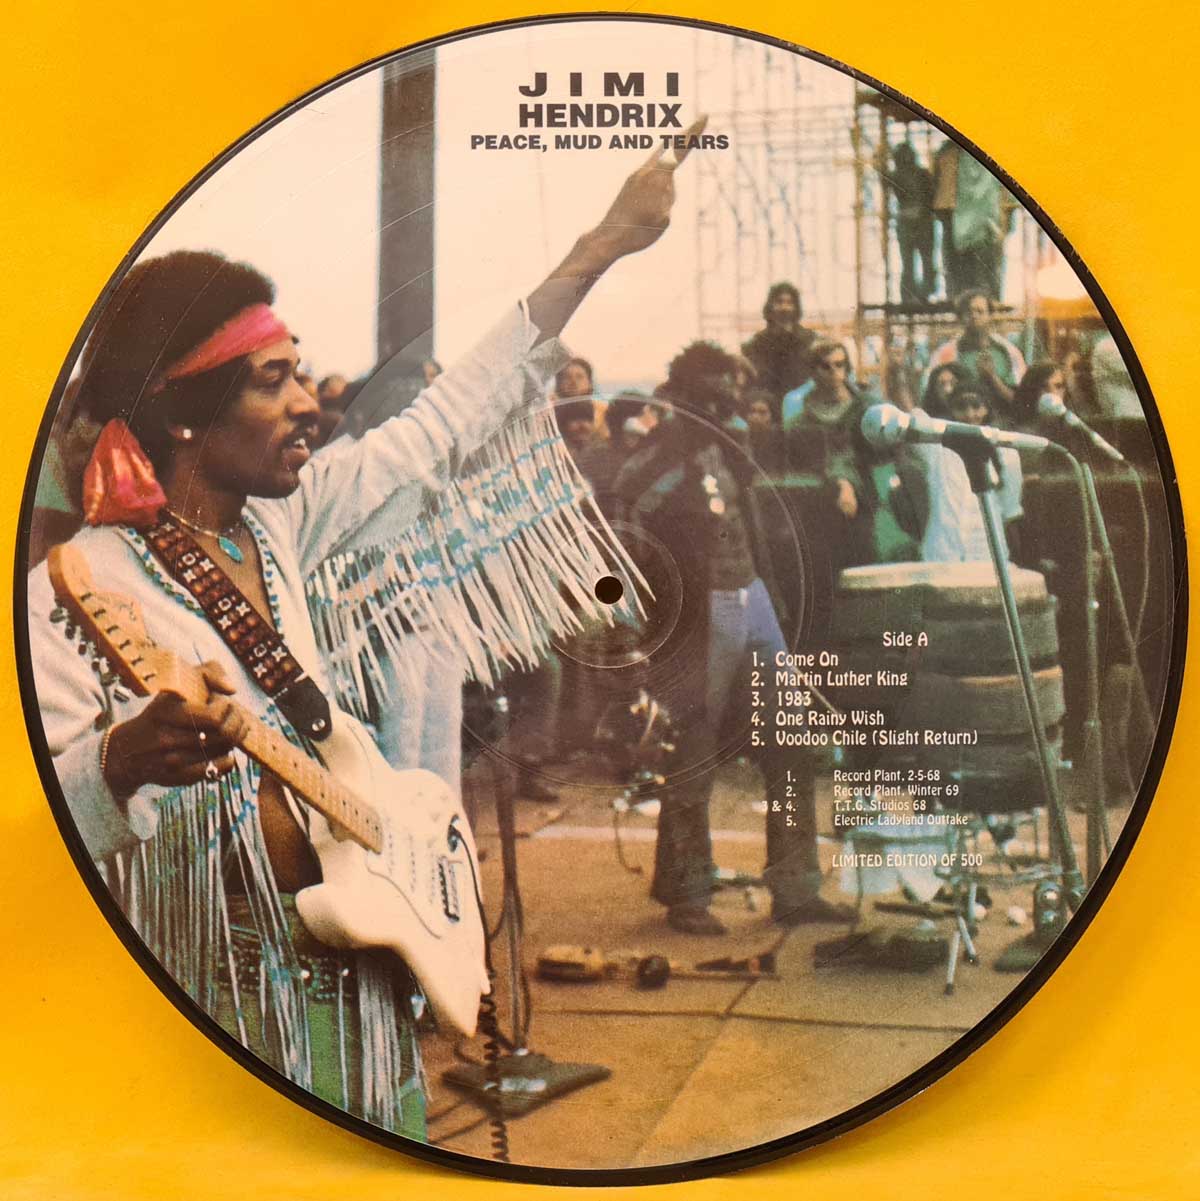 JIMI
HENDRIX
PEACE, MUD AND TEARS
Side A
1. Come On
2. Martin Luther King
3. 1983
4. One Rainy Wish
5. Voodoo Chile (Slight Return)
1. Record Plant, 2-5-68
2. Record Plant, Winter 69
3 & 4. T.T.G. Studios 68
5. Electric Ladyland Outtake
LIMITED EDITION OF 500